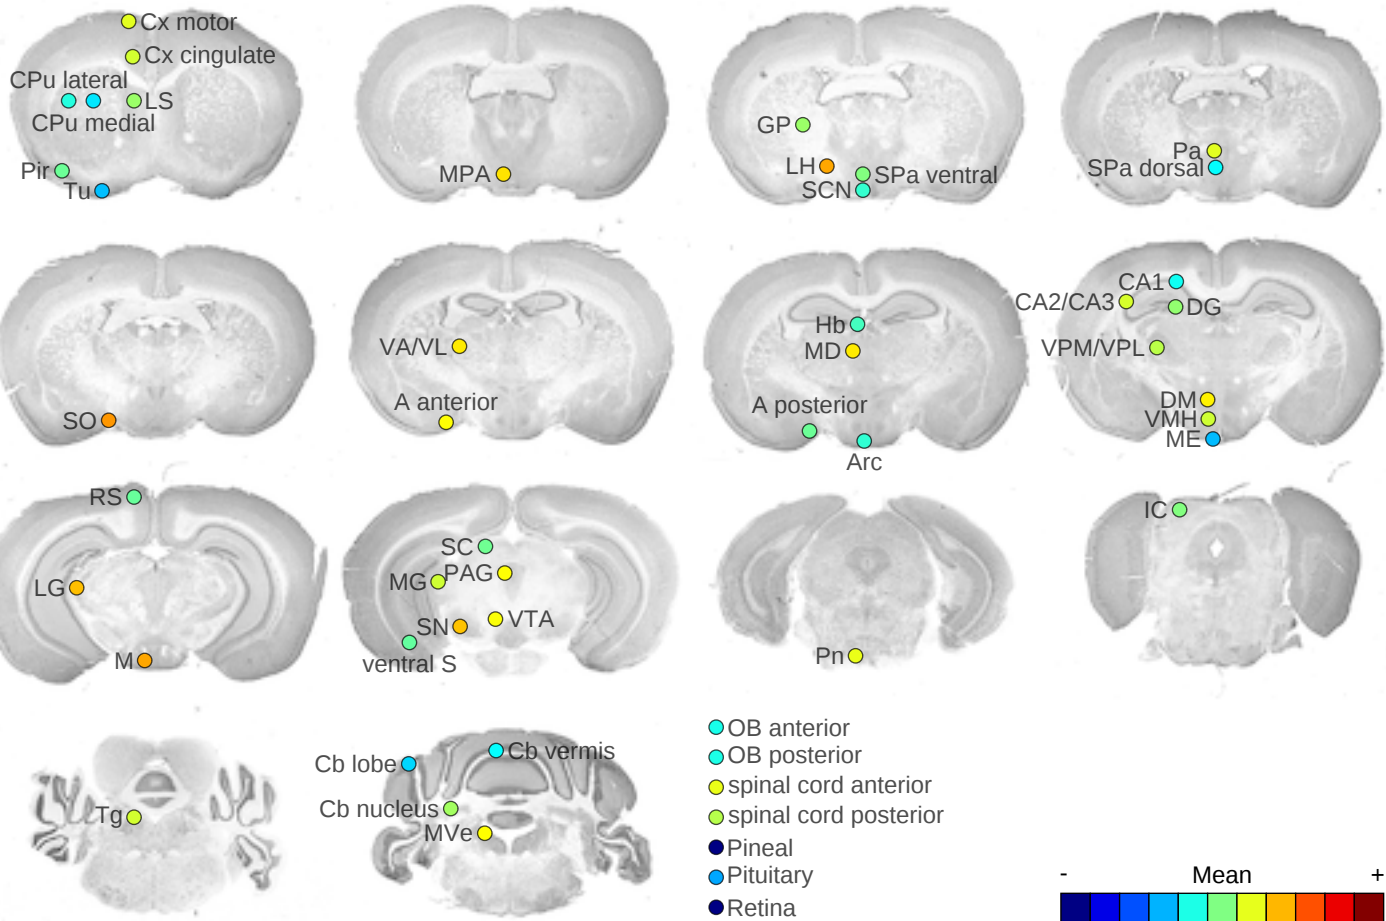 Cx motor
Cx cingulate
CPu lateral
LS
CPu medial
Pir
Tu
MPA
GP
LH
SPa ventral
SCN
Pa
SPa dorsal
SO
VA/VL
A anterior
Hb
MD
A posterior
Arc
CA1
CA2/CA3
DG
VPM/VPL
DM
VMH
ME
RS
LG
M
SC
MG
PAG
SN
VTA
ventral S
Pn
IC
Tg
Cb lobe
Cb vermis
Cb nucleus
MVe
OB anterior
OB posterior
spinal cord anterior
spinal cord posterior
Pineal
Pituitary
Retina
- Mean +